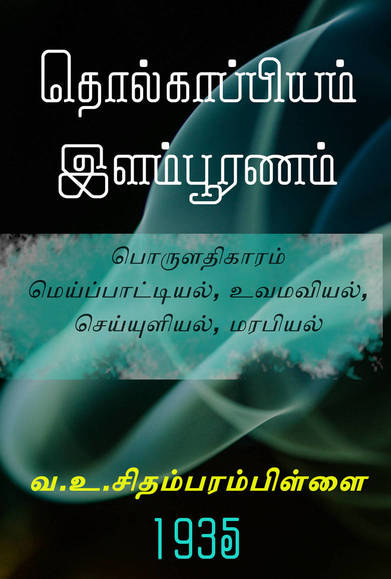 தொல்காப்பியம்
இளம்பூரணம்
பொருளதிகாரம்
மெய்ப்பாட்டியல், உவமவியல்,
செய்யுளியல், மரபியல்
வ.உ.சிதம்பரம்பிள்ளை
1935